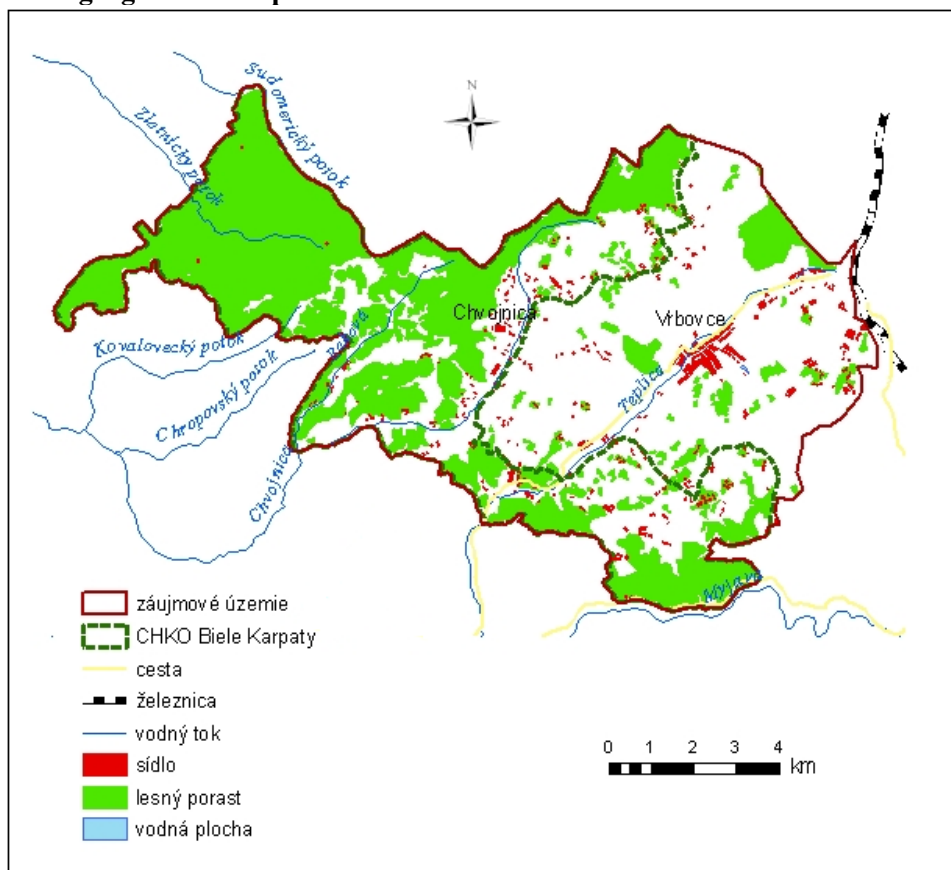 N
Sudomerický potok
Zlatnícky potok
Chvojnica
Vrbovce
Kovalovecký potok
Raková
Teplica
Chropovský potok
Chvojnica
Myjava
záujmové územie
CHKO Biele Karpaty
cesta
železnica
vodný tok
sídlo
lesný porast
vodná plocha
0 1 2 3 4
km